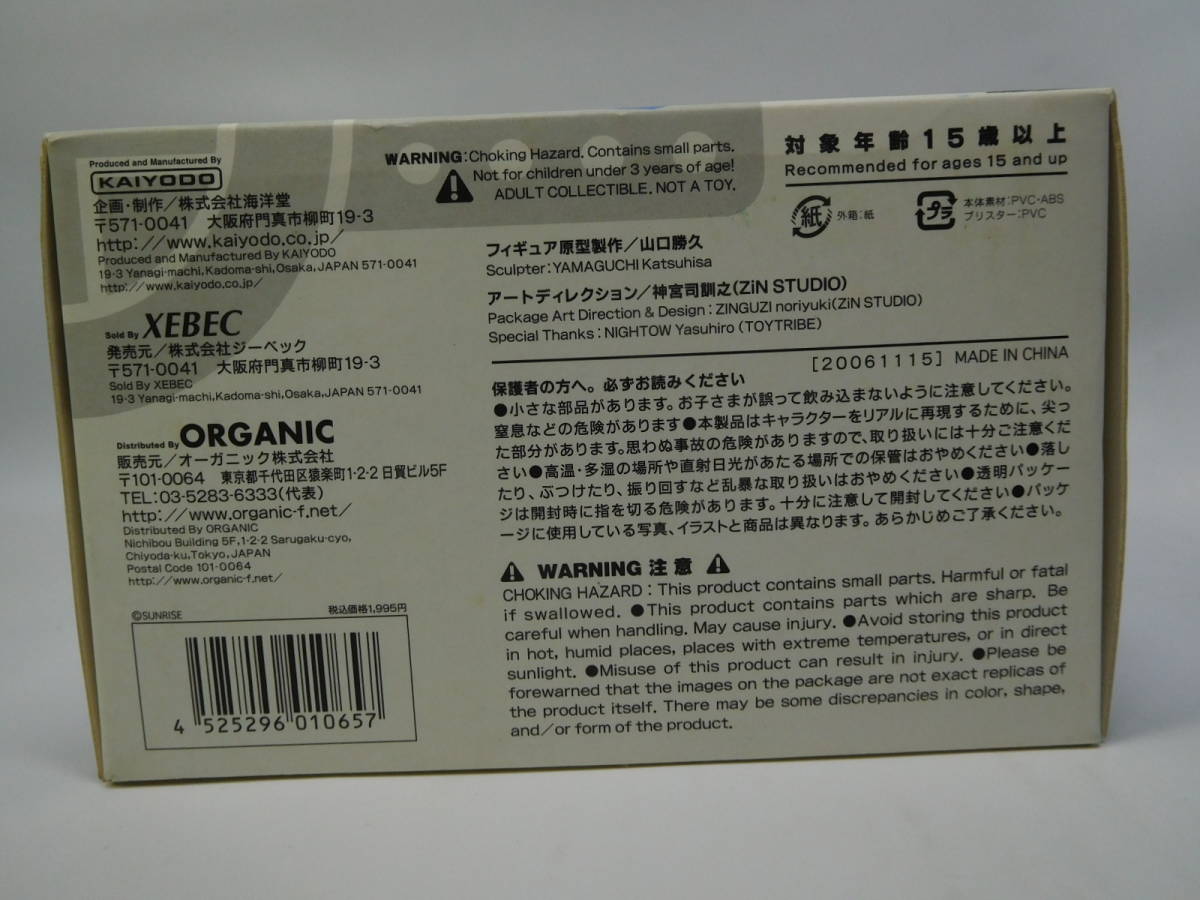 Produced and Manufactured By
KAIYODO
企画・制作／株式会社海洋堂
〒571-0041 大阪府門真市柳町19-3
http://www.kaiyodo.co.jp/
Produced and Manufactured By KAIYODO
19-3 Yanagi-machi,Kadoma-shi,Osaka,JAPAN 571-0041
http://www.kaiyodo.co.jp/
Sold By XEBEC
発売元／株式会社ジーベック
〒571-0041 大阪府門真市柳町19-3
Sold By XEBEC
19-3 Yanagi-machi,Kadoma-shi,Osaka,JAPAN 571-0041
Distributed By ORGANIC
販売元／オーガニック株式会社
〒101-0064 東京都千代田区猿楽町1-2-2 日貿ビル5F
TEL:03-5283-6333(代表)
http://www.organic-f.net/
Distributed By ORGANIC
Nichibou Building 5F,1-2-2 Sarugaku-cyo,
Chiyoda-ku,Tokyo,JAPAN
Postal Code 101-0064
http://www.organic-f.net/
©SUNRISE 税込価格1,995円
4 525296 010657
WARNING:Choking Hazard. Contains small parts.
Not for children under 3 years of age!
ADULT COLLECTIBLE. NOT A TOY.
対象年齢15歳以上
Recommended for ages 15 and up
紙 外箱:紙
プラ 本体素材:PVC-ABS
ブリスター:PVC
フィギュア原型製作／山口勝久
Sculpter:YAMAGUCHI Katsuhisa
アートディレクション／神宮司訓之(ZiN STUDIO)
Package Art Direction & Design : ZINGUZI noriyuki(ZiN STUDIO)
Special Thanks : NIGHTOW Yasuhiro (TOYTRIBE)
[20061115] MADE IN CHINA
保護者の方へ。必ずお読みください
●小さな部品があります。お子さまが誤って飲み込まないように注意してください。
窒息などの危険があります●本製品はキャラクターをリアルに再現するために、尖っ
た部分があります。思わぬ事故の危険がありますので、取り扱いには十分ご注意くだ
さい●高温・多湿の場所や直射日光があたる場所での保管はおやめください●落し
たり、ぶつけたり、振り回すなど乱暴な取り扱いはおやめください●透明パッケー
ジは開封時に指を切る危険があります。十分に注意して開封してください●パッケ
ージに使用している写真、イラストと商品は異なります。あらかじめご了承ください。
WARNING 注意
CHOKING HAZARD : This product contains small parts. Harmful or fatal
if swallowed. ●This product contains parts which are sharp. Be
careful when handling. May cause injury. ●Avoid storing this product
in hot, humid places, places with extreme temperatures, or in direct
sunlight. ●Misuse of this product can result in injury. ●Please be
forewarned that the images on the package are not exact replicas of
the product itself. There may be some discrepancies in color, shape,
and/or form of the product.